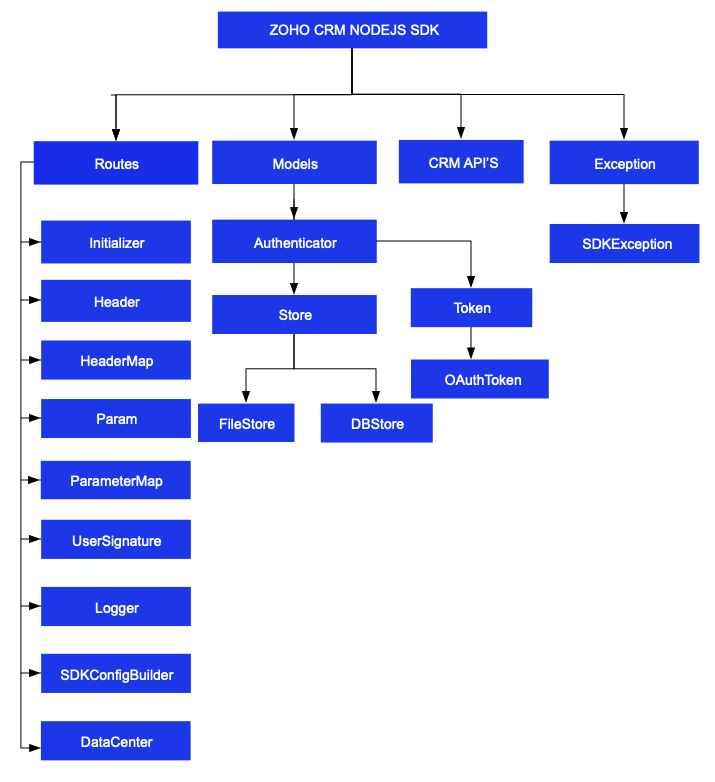 ZOHO CRM NODEJS SDK
Routes
Models
CRM API'S
Exception
Initializer
Authenticator
SDKException
Header
Store
Token
HeaderMap
OAuthToken
Param
FileStore
DBStore
ParameterMap
UserSignature
Logger
SDKConfigBuilder
DataCenter